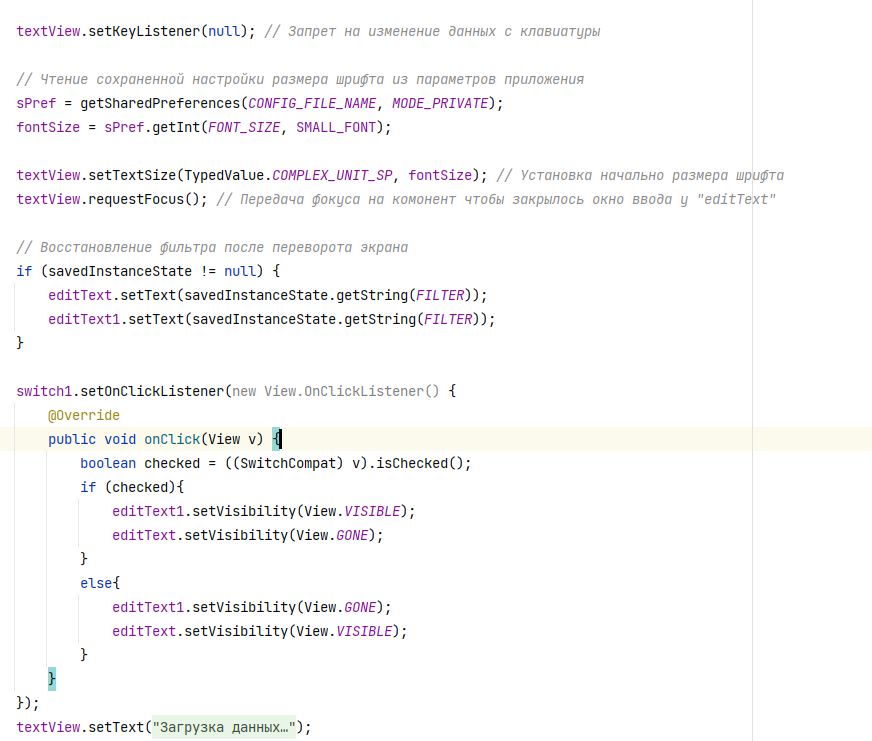 textView.setKeyListener(null); // Запрет на изменение данных с клавиатуры
// Чтение сохраненной настройки размера шрифта из параметров приложения
sPref = getSharedPreferences(CONFIG_FILE_NAME, MODE_PRIVATE);
fontSize = sPref.getInt(FONT_SIZE, SMALL_FONT);
textView.setTextSize(TypedValue.COMPLEX_UNIT_SP, fontSize); // Установка начально размера шрифта
textView.requestFocus(); // Передача фокуса на комонент чтобы закрылось окно ввода у "editText"
// Восстановление фильтра после переворота экрана
if (savedInstanceState != null) {
editText.setText(savedInstanceState.getString(FILTER));
editText1.setText(savedInstanceState.getString(FILTER));
}
switch1.setOnClickListener(new View.OnClickListener() {
@Override
public void onClick(View v) {
boolean checked = ((SwitchCompat) v).isChecked();
if (checked){
editText1.setVisibility(View.VISIBLE);
editText.setVisibility(View.GONE);
}
else{
editText1.setVisibility(View.GONE);
editText.setVisibility(View.VISIBLE);
}
}
});
textView.setText("Загрузка данных…");